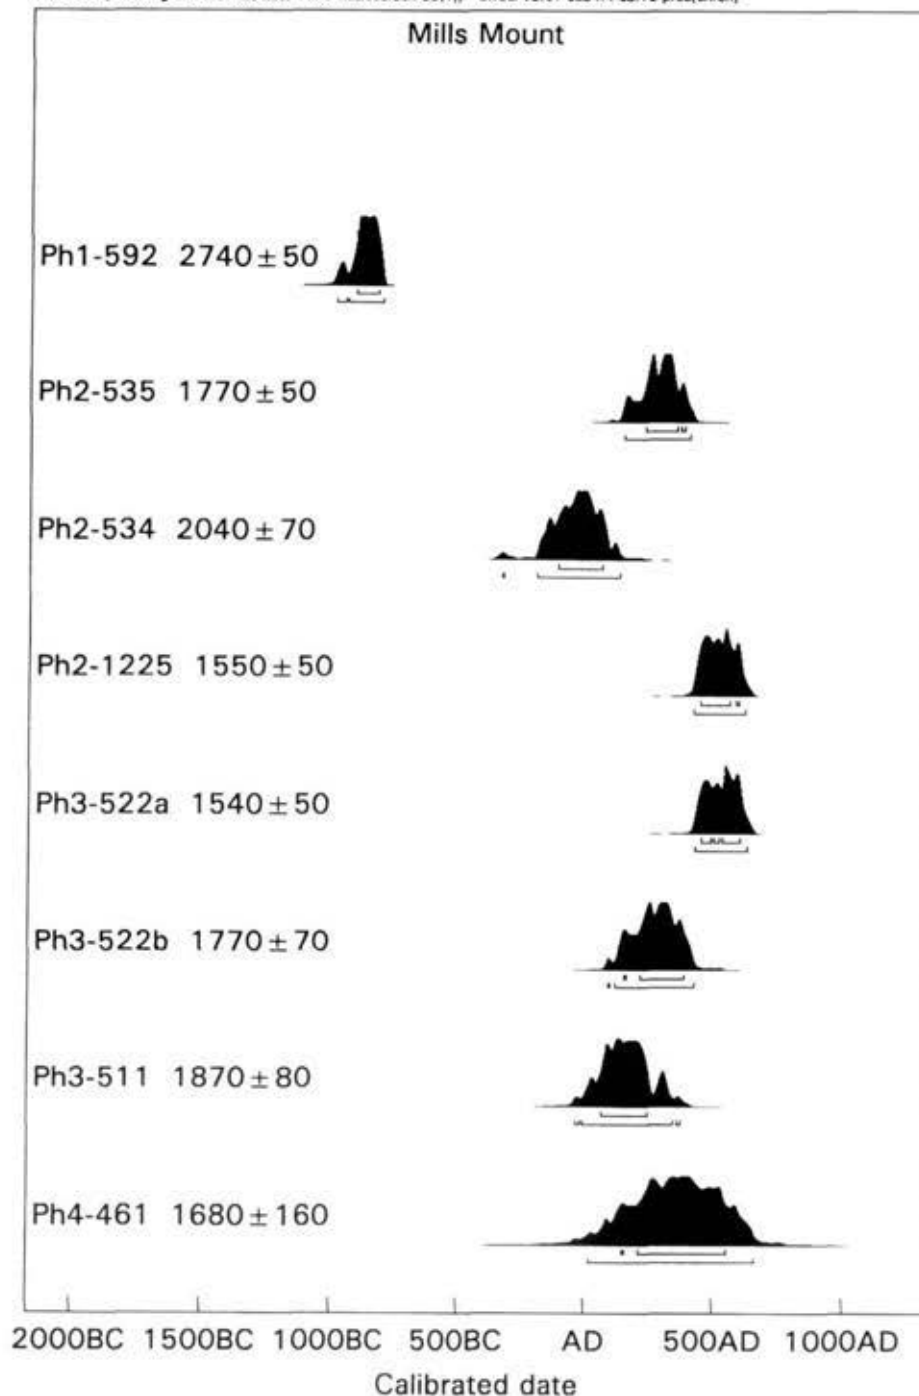 Mills Mount
Ph1-592 2740 ± 50
Ph2-535 1770 ± 50
Ph2-534 2040 ± 70
Ph2-1225 1550 ± 50
Ph3-522a 1540 ± 50
Ph3-522b 1770 ± 70
Ph3-511 1870 ± 80
Ph4-461 1680 ± 160
2000BC 1500BC 1000BC 500BC AD 500AD 1000AD
Calibrated date